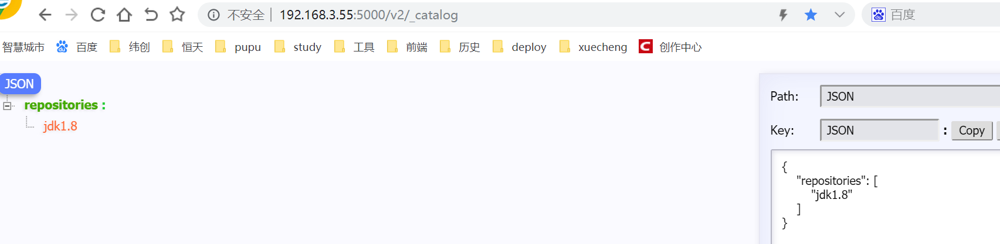 不安全 | 192.168.3.55:5000/v2/_catalog 百度
智慧城市 百度 纬创 恒天 pupu study 工具 前端 历史 deploy xuecheng C 创作中心
JSON
repositories :
jdk1.8
Path: JSON
Key: JSON : Copy
{
"repositories": [
"jdk1.8"
]
}